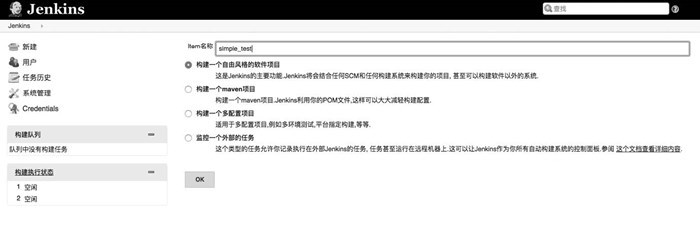 Jenkins
查找
Jenkins
新建
用户
任务历史
系统管理
Credentials
构建队列
队列中没有构建任务
构建执行状态
1 空闲
2 空闲
Item名称
simple_test
构建一个自由风格的软件项目
这是Jenkins的主要功能.Jenkins将会结合任何SCM和任何构建系统来构建你的项目, 甚至可以构建软件以外的系统.
构建一个maven项目
构建一个maven项目.Jenkins利用你的POM文件,这样可以大大减轻构建配置.
构建一个多配置项目
适用于多配置项目,例如多环境测试,平台指定构建,等等.
监控一个外部的任务
这个类型的任务允许你记录执行在外部Jenkins的任务, 任务甚至运行在远程机器上.这可以让Jenkins作为你所有自动构建系统的控制面板.参阅 这个文档查看详细内容.
OK